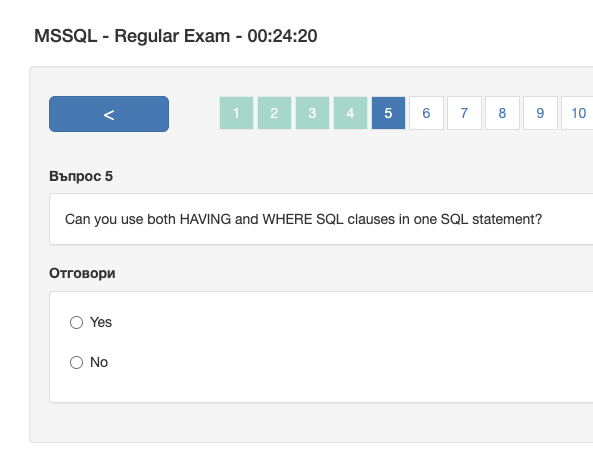 MSSQL - Regular Exam - 00:24:20
<
1 2 3 4 5 6 7 8 9 10
Въпрос 5
Can you use both HAVING and WHERE SQL clauses in one SQL statement?
Отговори
Yes
No